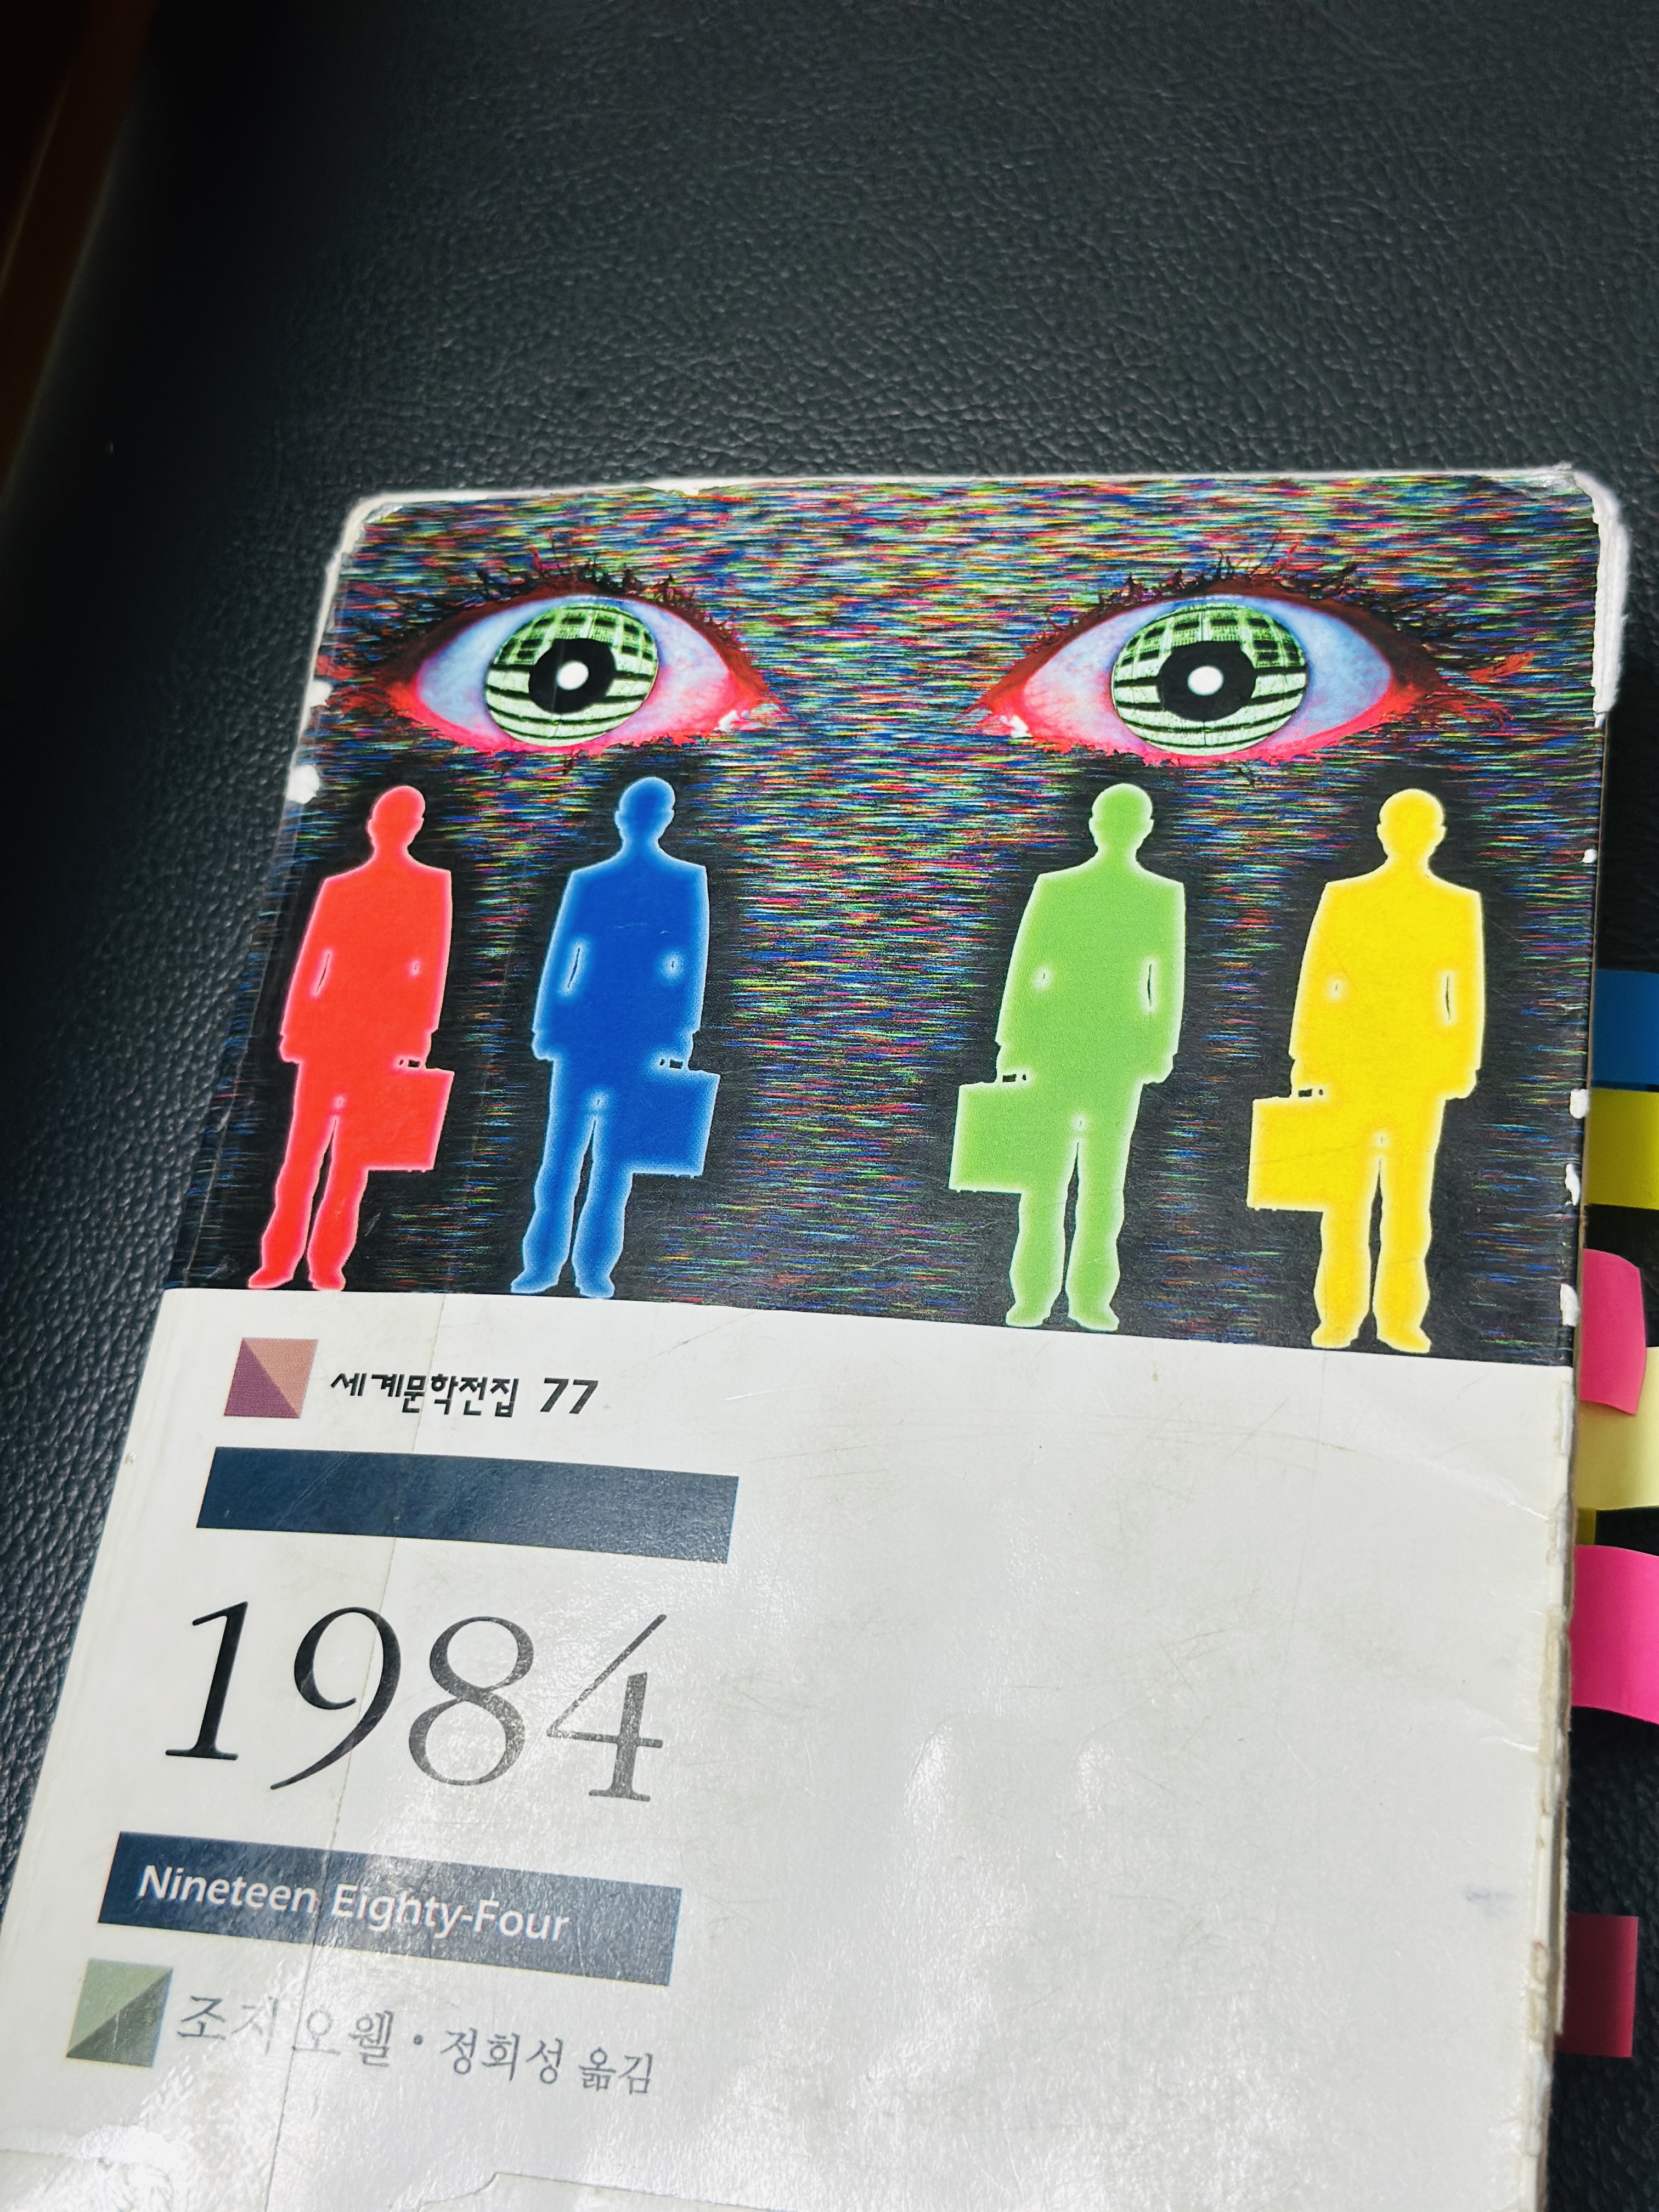 세계문학전집 77
1984
Nineteen Eighty-Four
조지 오웰 · 정회성 옮김